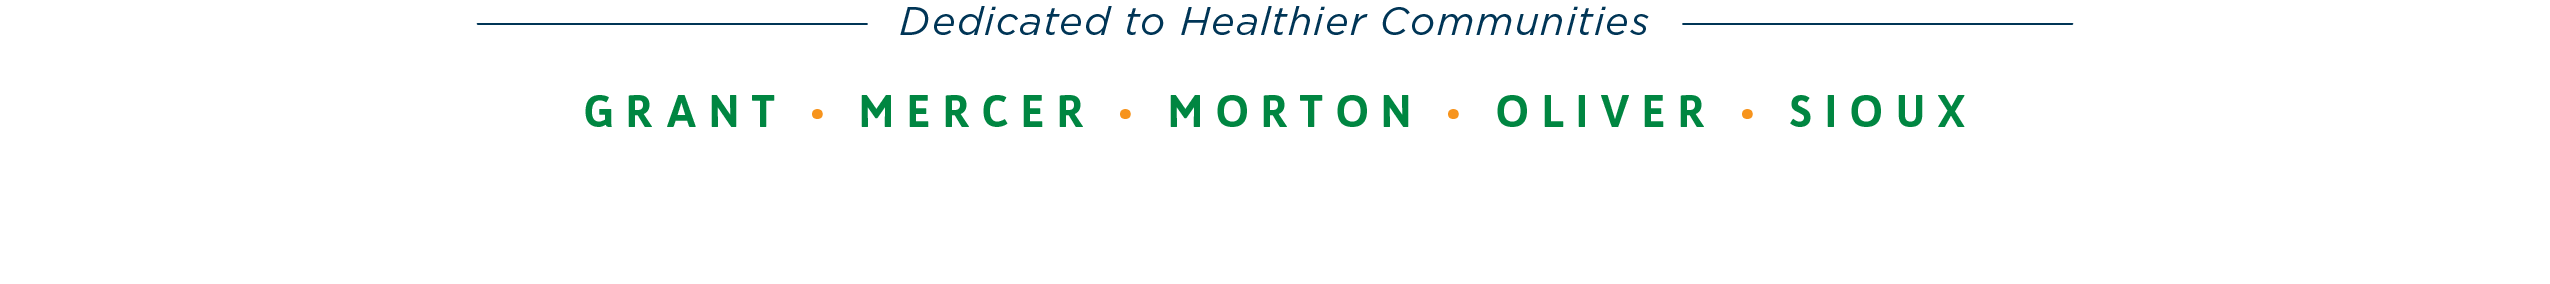 Dedicated to Healthier Communities
GRANT • MERCER • MORTON • OLIVER • SIOUX